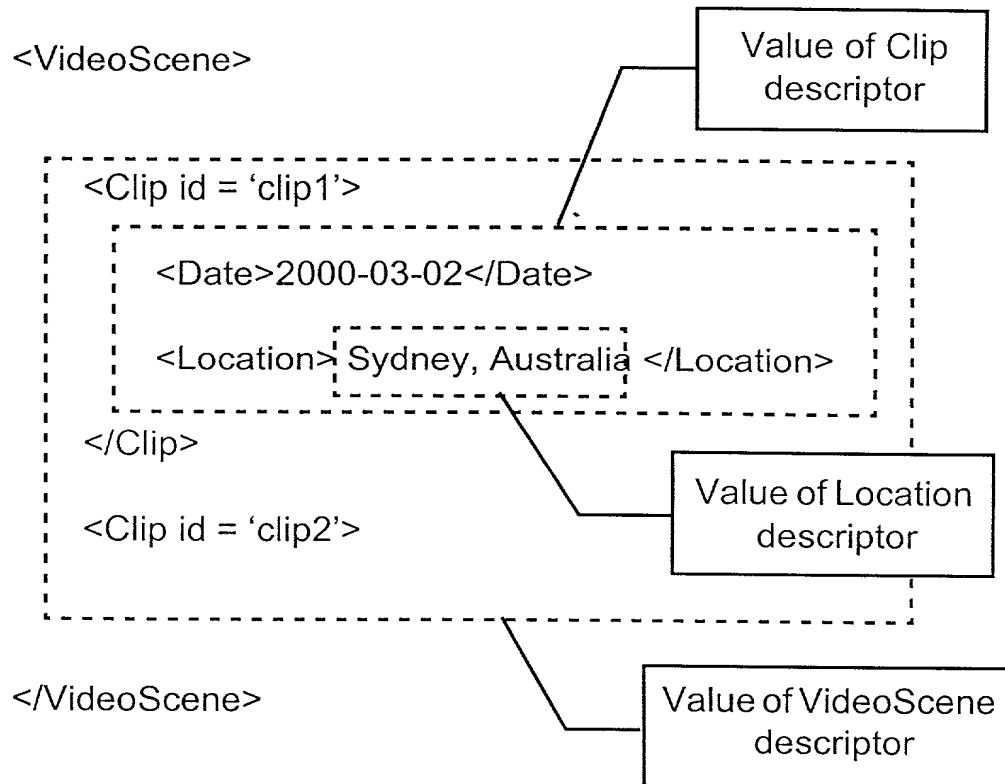 <VideoScene>
Value of Clip
descriptor
<Clip id = ‘clip1’>
<Date>2000-03-02</Date>
<Location> Sydney, Australia </Location>
</Clip>
Value of Location
descriptor
<Clip id = ‘clip2’>
</VideoScene>
Value of VideoScene
descriptor